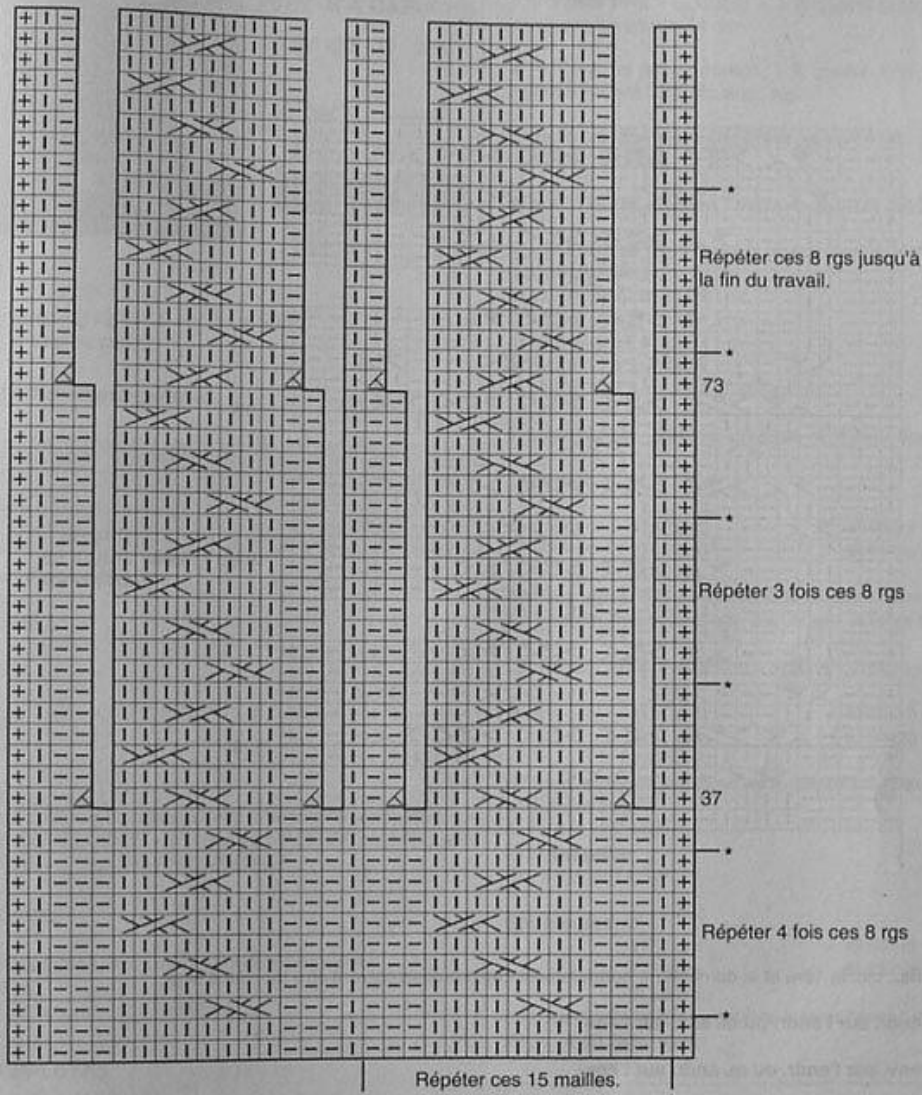 Répéter ces 8 rgs jusqu'à
la fin du travail.
73
Répéter 3 fois ces 8 rgs
37
Répéter 4 fois ces 8 rgs
Répéter ces 15 mailles.